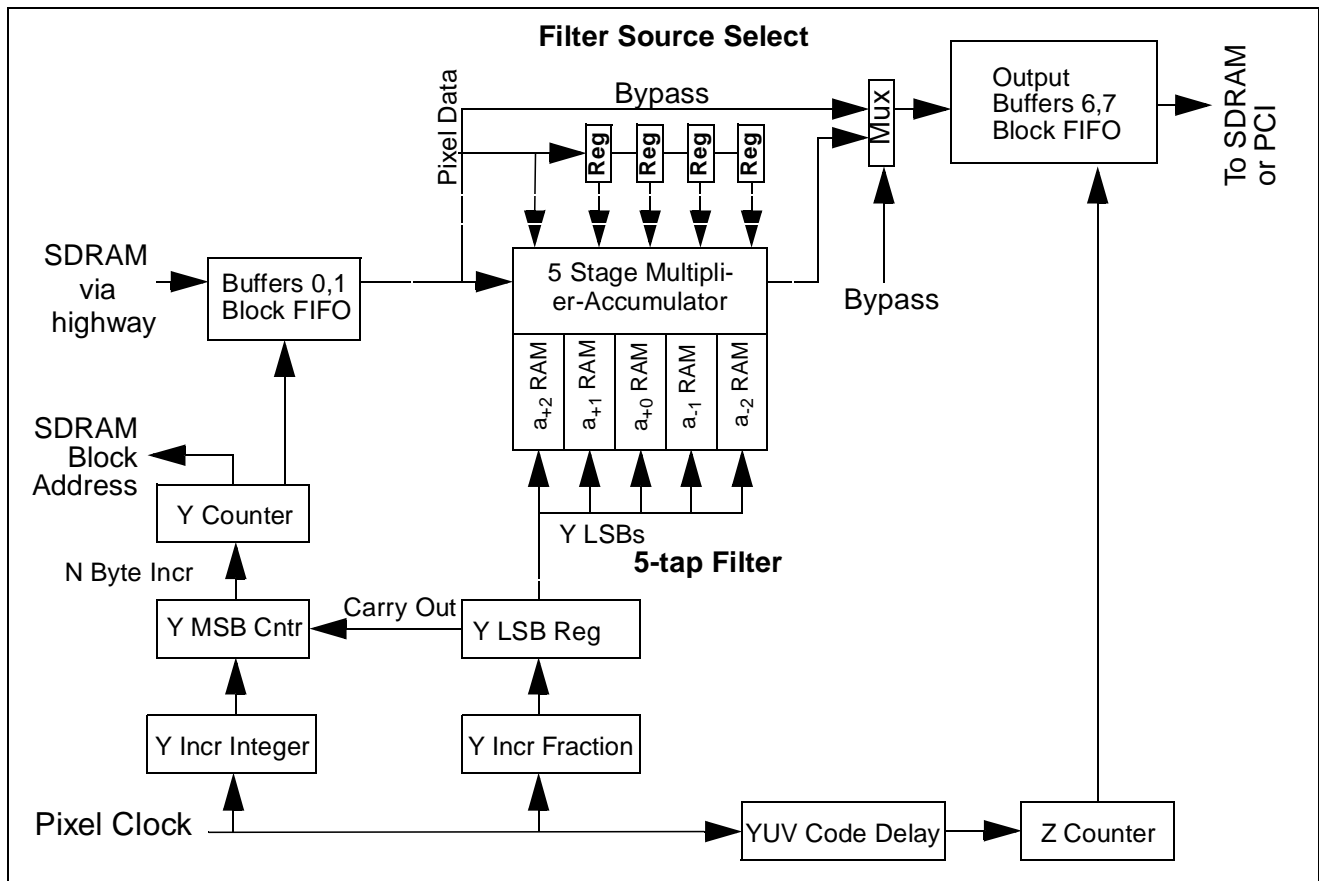 Filter Source Select
Pixel Data
Bypass
Mux
Output
Buffers 6,7
Block FIFO
To SDRAM
or PCI
Reg
Reg
Reg
Reg
SDRAM
via
highway
Buffers 0,1
Block FIFO
5 Stage Multipli-
er-Accumulator
Bypass
a+2 RAM
a+1 RAM
a+0 RAM
a-1 RAM
a-2 RAM
SDRAM
Block
Address
Y Counter
Y LSBs
5-tap Filter
N Byte Incr
Y MSB Cntr
Carry Out
Y LSB Reg
Y Incr Integer
Y Incr Fraction
Pixel Clock
YUV Code Delay
Z Counter